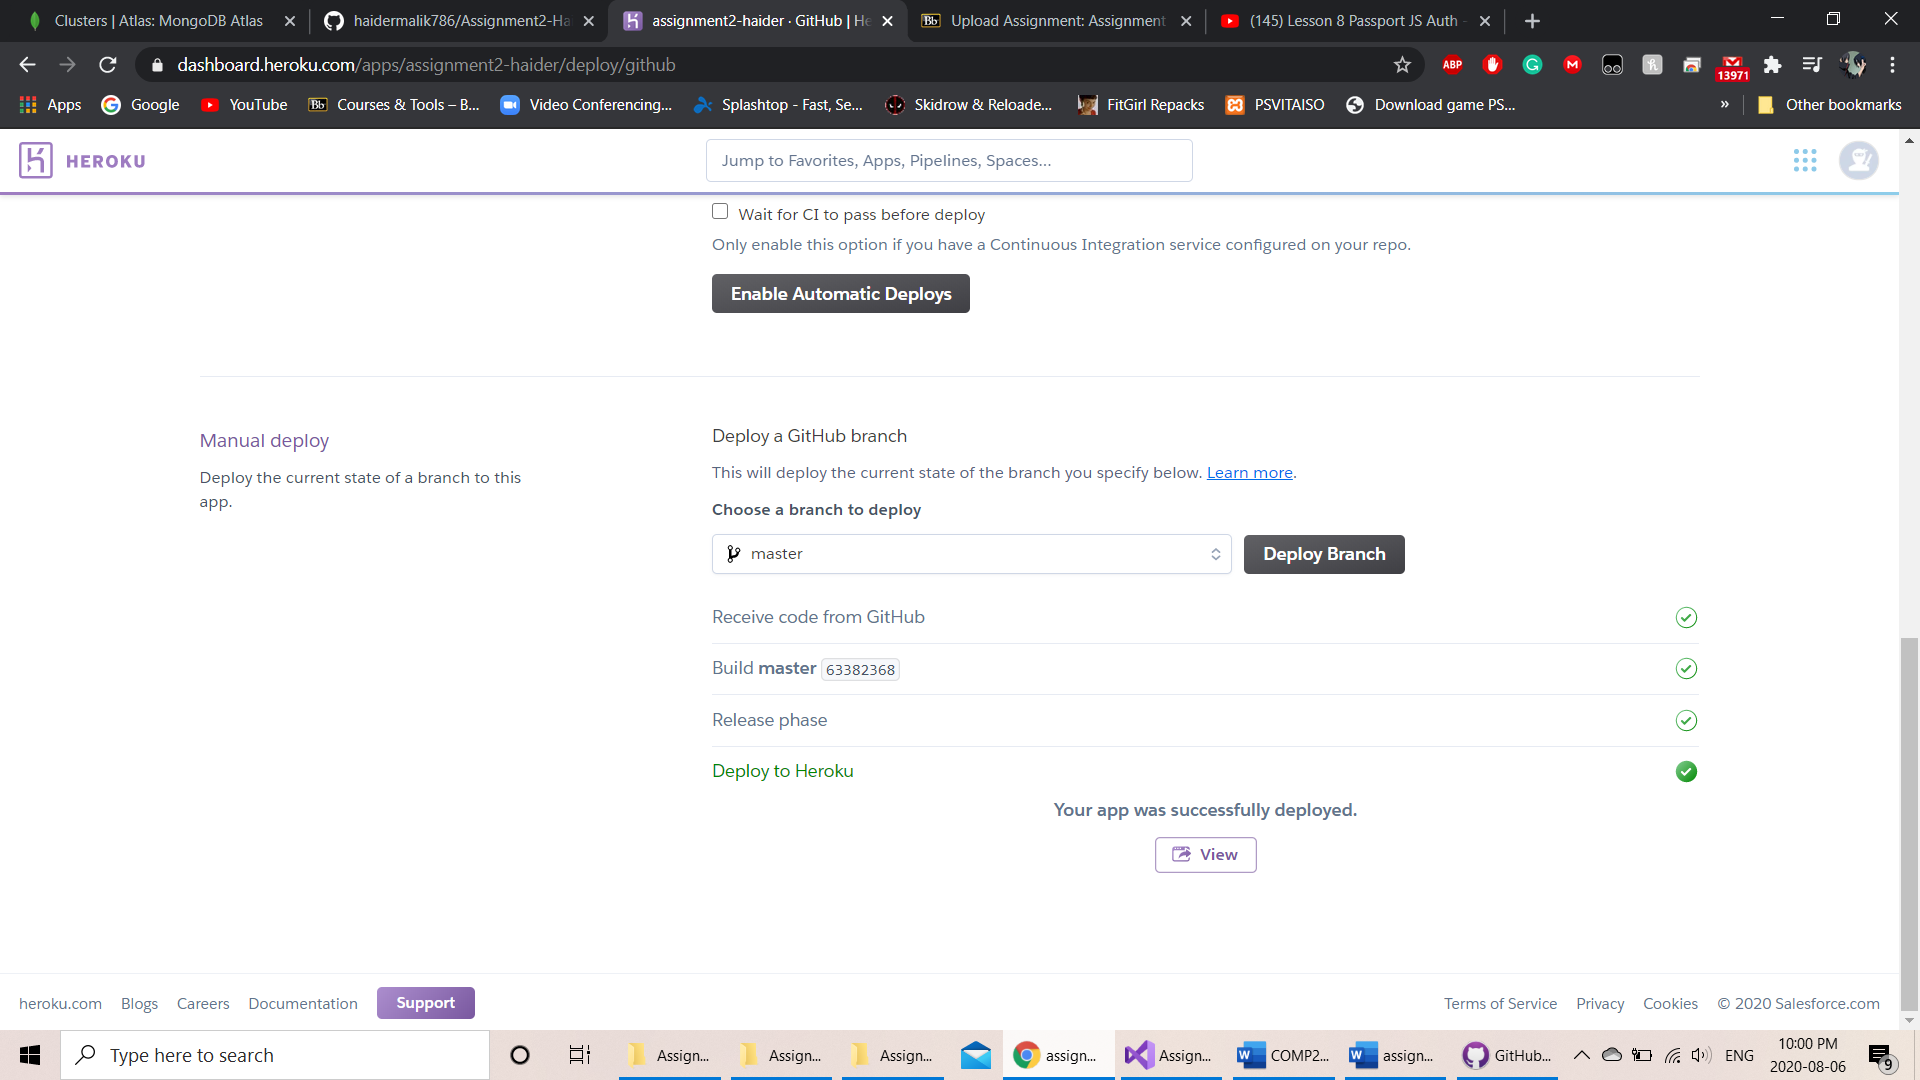 Clusters | Atlas: MongoDB Atlas
haidermalik786/Assignment2-Ha
assignment2-haider · GitHub | He
Bb Upload Assignment: Assignment
(145) Lesson 8 Passport JS Auth -
dashboard.heroku.com/apps/assignment2-haider/deploy/github
ABP
13971
Apps
Google
YouTube
Bb Courses & Tools – B...
Video Conferencing...
Splashtop - Fast, Se...
Skidrow & Reloade...
FitGirl Repacks
PSVITAISO
Download game PS...
»
Other bookmarks
HEROKU
Jump to Favorites, Apps, Pipelines, Spaces...
Wait for CI to pass before deploy
Only enable this option if you have a Continuous Integration service configured on your repo.
Enable Automatic Deploys
Manual deploy
Deploy the current state of a branch to this
app.
Deploy a GitHub branch
This will deploy the current state of the branch you specify below. Learn more.
Choose a branch to deploy
master
Deploy Branch
Receive code from GitHub
Build master 63382368
Release phase
Deploy to Heroku
Your app was successfully deployed.
View
heroku.com
Blogs
Careers
Documentation
Support
Terms of Service
Privacy
Cookies
© 2020 Salesforce.com
Type here to search
Assign...
Assign...
Assign...
assign...
Assign...
COMP2...
assign...
GitHub...
ENG
10:00 PM
2020-08-06
9